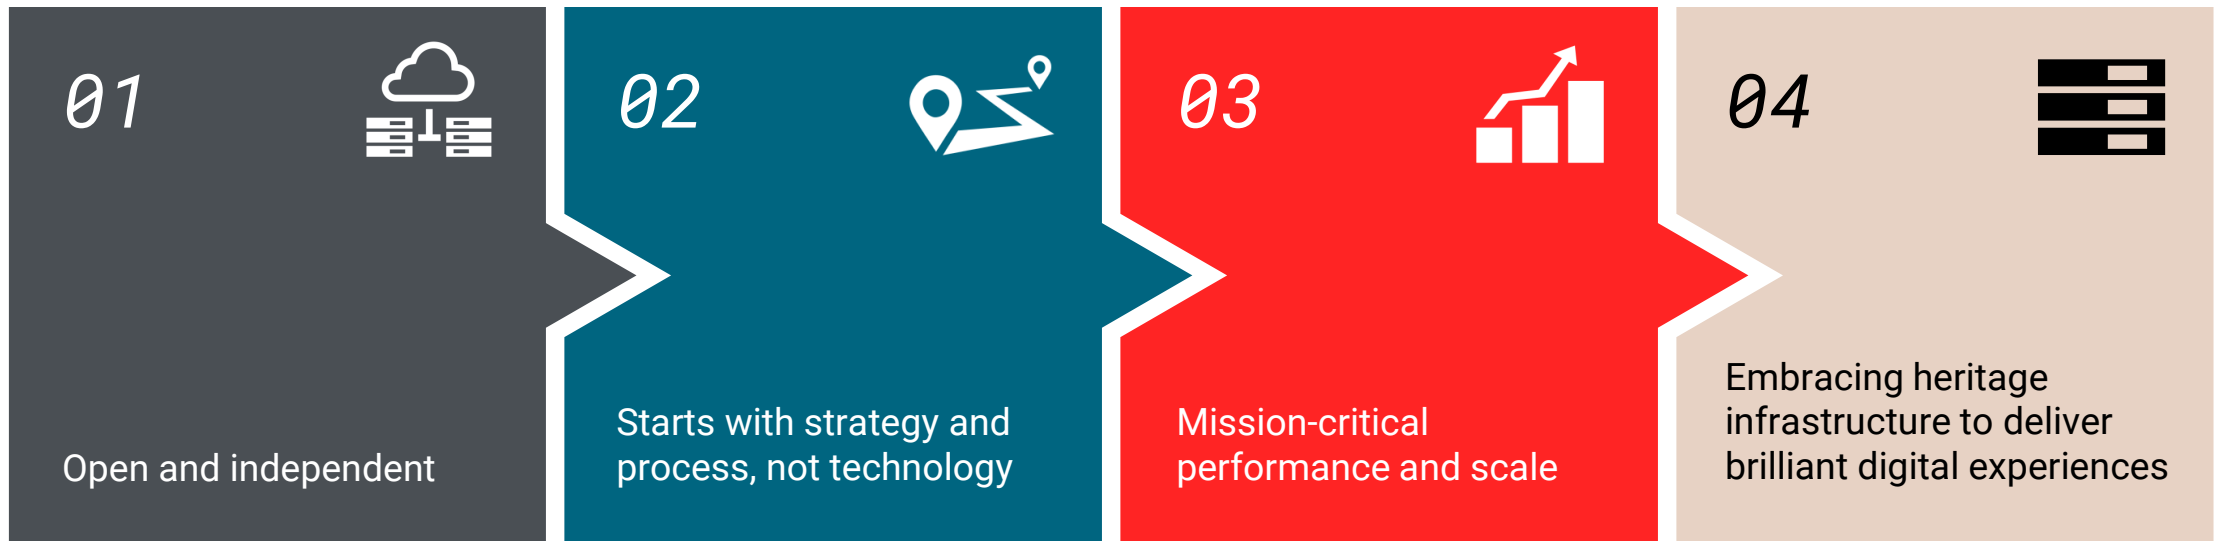 01
Open and independent
02
Starts with strategy and
process, not technology
03
Mission-critical
performance and scale
04
Embracing heritage
infrastructure to deliver
brilliant digital experiences